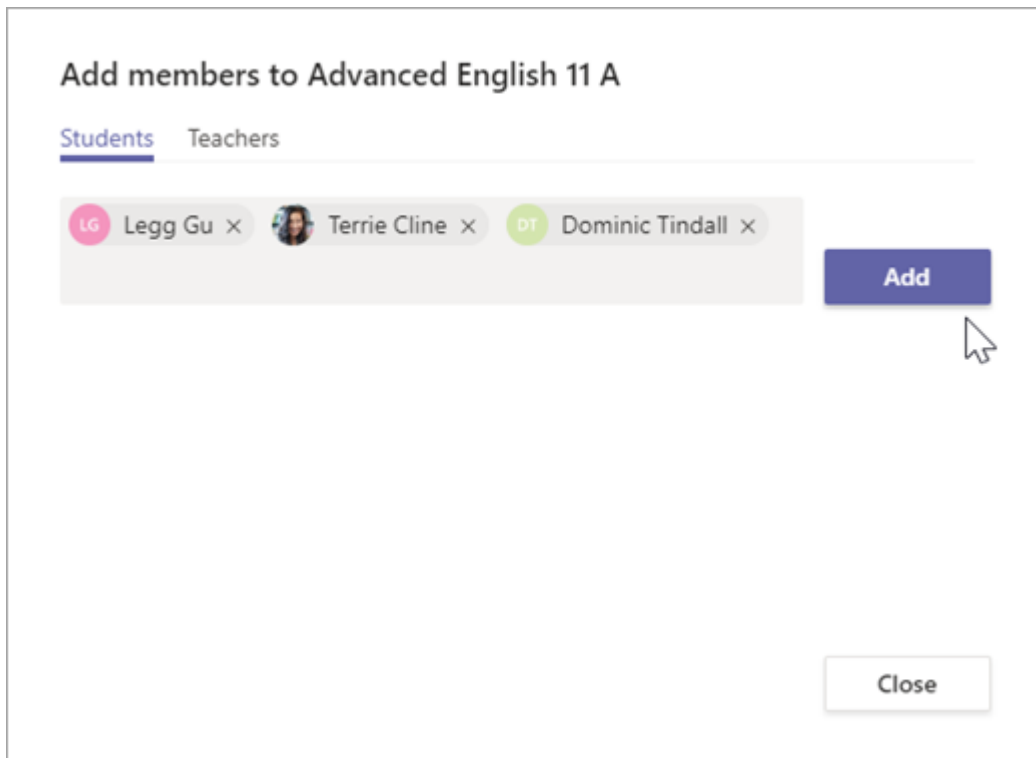 Add members to Advanced English 11 A
Students Teachers
LG Legg Gu × Terrie Cline × DT Dominic Tindall ×
Add
Close